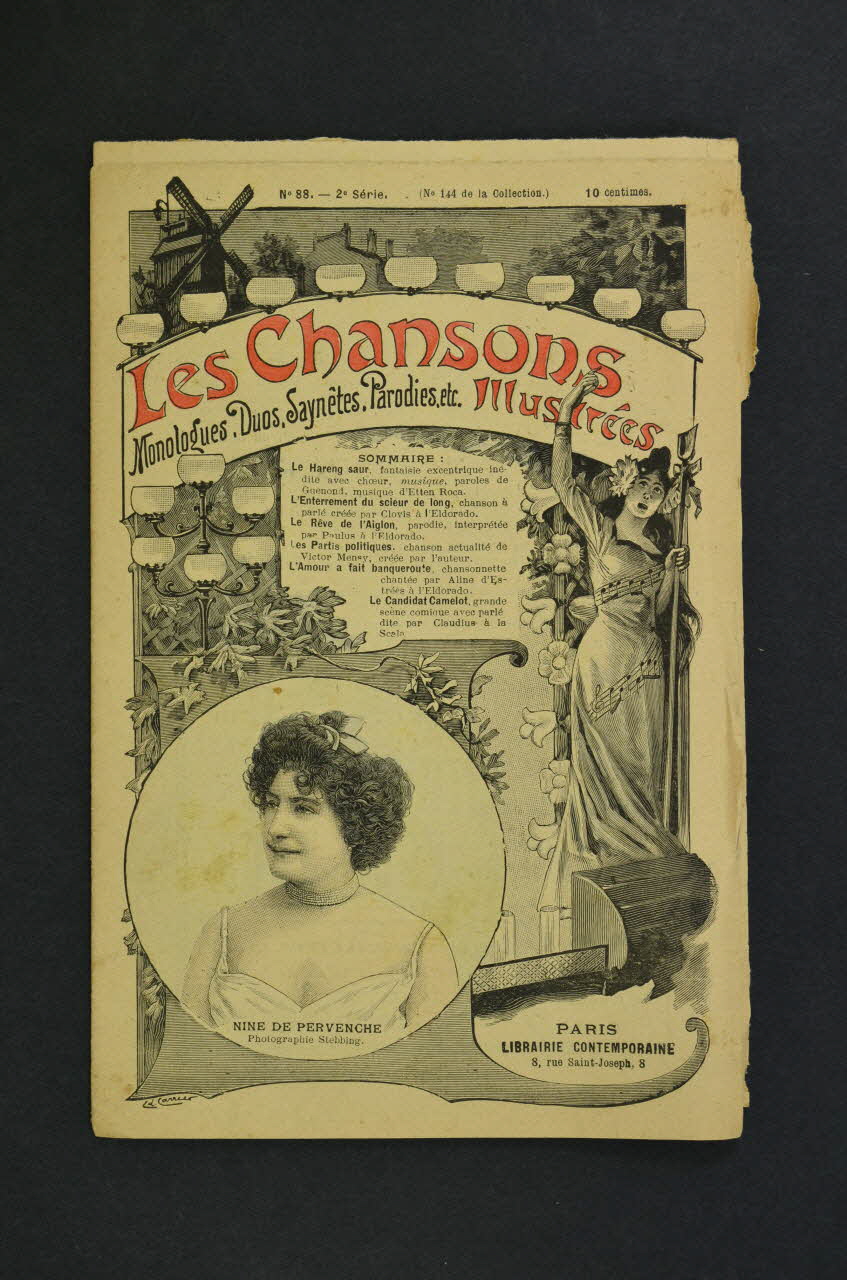 Nº 88. — 2e Série. (No 144 de la Collection.) 10 centimes.
Les Chansons
Illustrées
Monologues, Duos, Saynêtes, Parodies, etc.
SOMMAIRE :
Le Hareng saur, fantaisie excentrique iné-
dite avec chœur, musique, paroles de
Guenond, musique d'Etten Roca.
L'Enterrement du scieur de long, chanson à
parlé créée par Clovis à l'Eldorado.
Le Rêve de l'Aiglon, parodie, interprétée
par Paulus à l'Eldorado.
Les Partis politiques, chanson actualité de
Victor Mensy, créée par l'auteur.
L'Amour a fait banqueroute, chansonnette
chantée par Aline d'Es-
trées à l'Eldorado.
Le Candidat Camelot, grande
scène comique avec parlé
dite par Claudius à la
Scala
NINE DE PERVENCHE
Photographie Stebbing.
PARIS
LIBRAIRIE CONTEMPORAINE
8, rue Saint-Joseph, 8